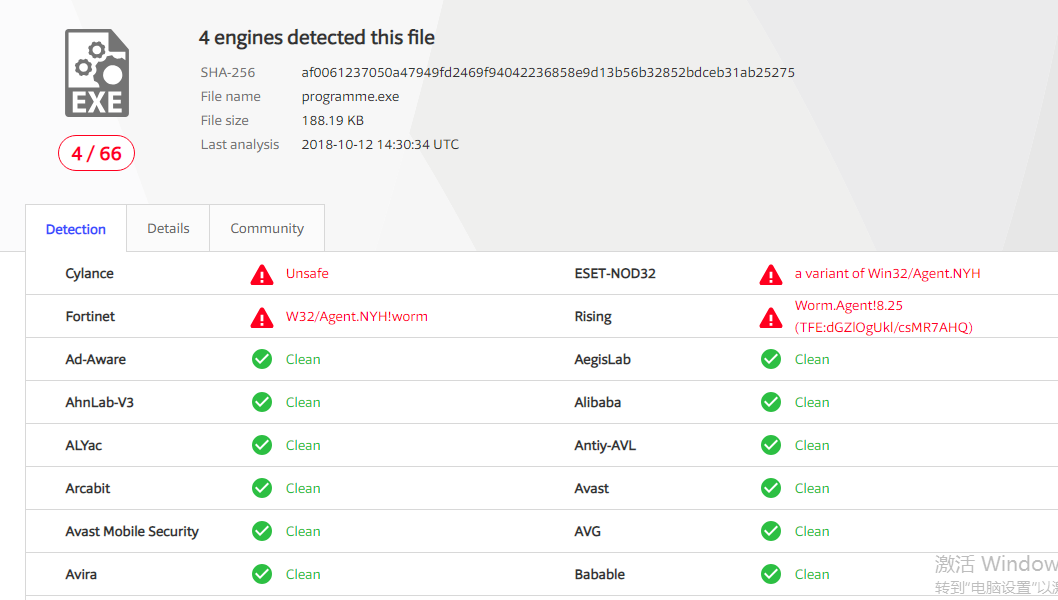 4 engines detected this file
SHA-256 af0061237050a47949fd2469f94042236858e9d13b56b32852bdceb31ab25275
File name programme.exe
File size 188.19 KB
Last analysis 2018-10-12 14:30:34 UTC
EXE
4 / 66
Detection Details Community
Cylance Unsafe ESET-NOD32 a variant of Win32/Agent.NYH
Fortinet W32/Agent.NYH!worm Rising Worm.Agent!8.25
(TFE:dGZlOgUkl/csMR7AHQ)
Ad-Aware Clean AegisLab Clean
AhnLab-V3 Clean Alibaba Clean
ALYac Clean Antiy-AVL Clean
Arcabit Clean Avast Clean
Avast Mobile Security Clean AVG Clean
Avira Clean Babable Clean
激活 Window
转到"电脑设置"以